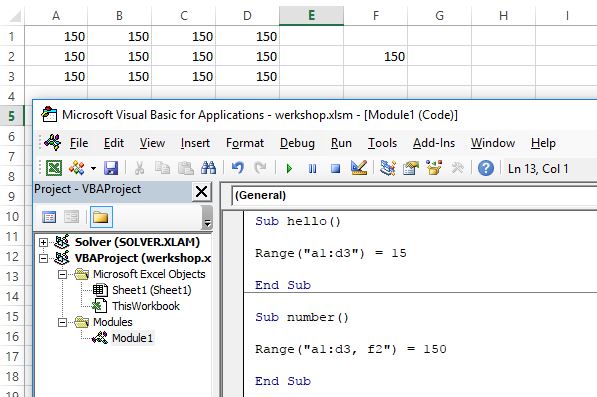 A B C D E F G H I
1 150 150 150 150
2 150 150 150 150 150
3 150 150 150 150
4
5
6
7
8
9
10
11
12
13
14
15
16
17
18
19
Microsoft Visual Basic for Applications - werkshop.xlsm - [Module1 (Code)]
File Edit View Insert Format Debug Run Tools Add-Ins Window Help
Ln 13, Col 1
Project - VBAProject
Solver (SOLVER.XLAM)
VBAProject (werkshop.x
Microsoft Excel Objects
Sheet1 (Sheet1)
ThisWorkbook
Modules
Module1
(General)
Sub hello()
Range("a1:d3") = 15
End Sub
Sub number()
Range("a1:d3, f2") = 150
End Sub